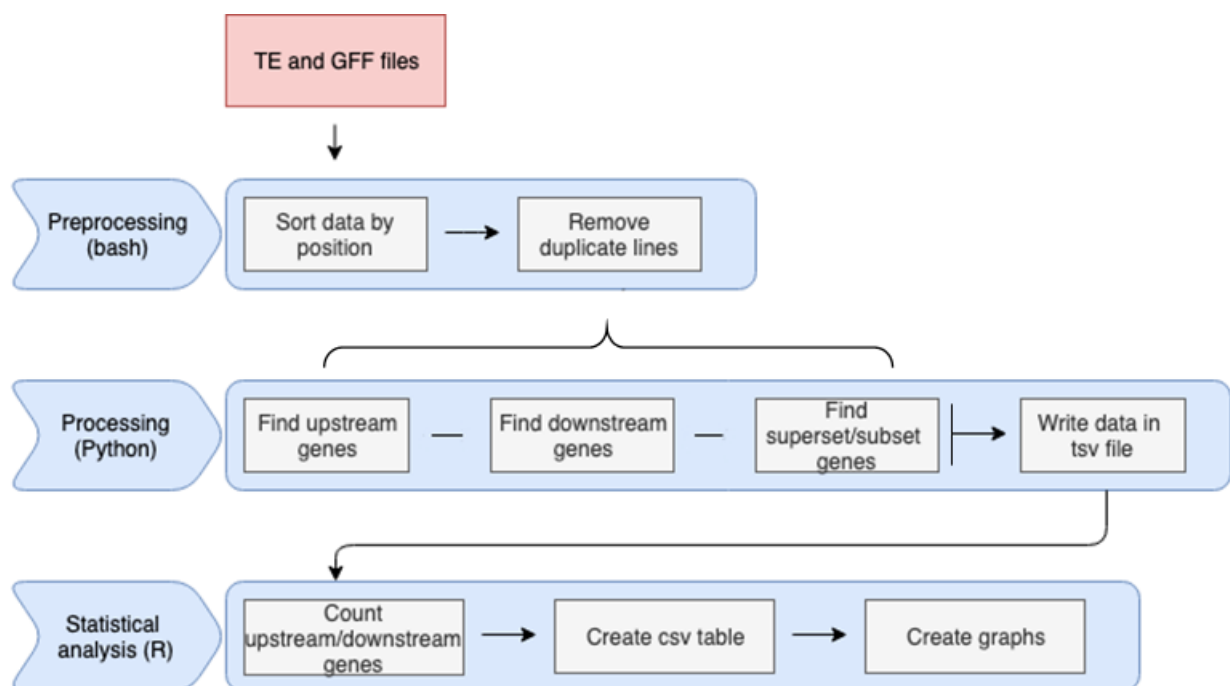 TE and GFF files
Preprocessing
(bash)
Sort data by
position
Remove
duplicate lines
Processing
(Python)
Find upstream
genes
Find downstream
genes
Find
superset/subset
genes
Write data in
tsv file
Statistical
analysis (R)
Count
upstream/downstream
genes
Create csv table
Create graphs